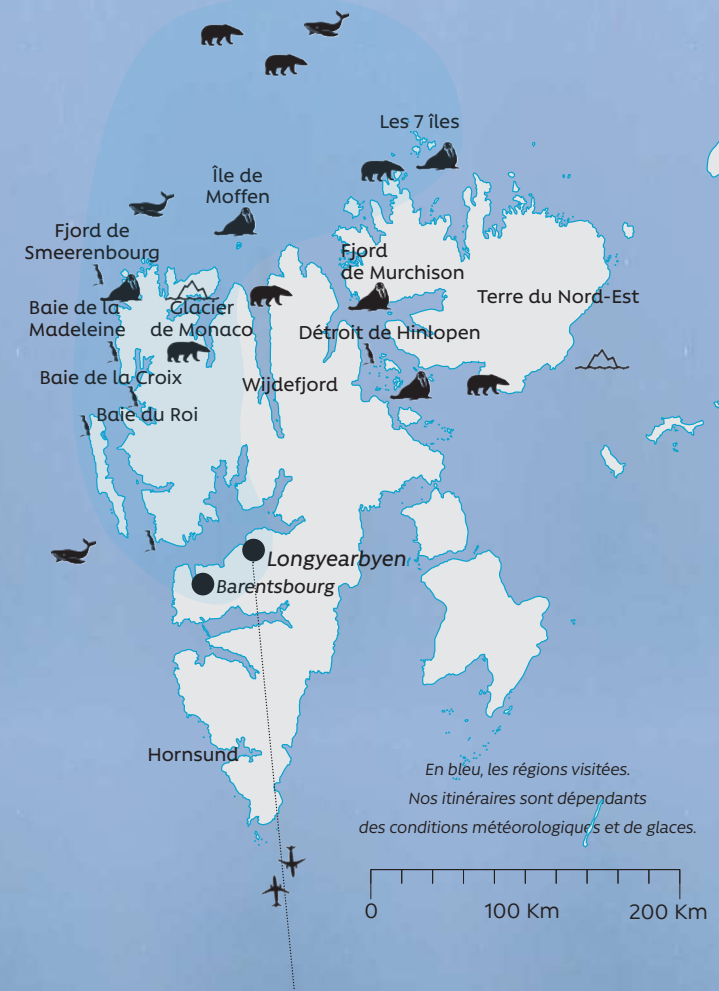 Les 7 îles
Île de
Moffen
Fjord de
Smeerenbourg
Fjord
de Murchison
Terre du Nord-Est
Baie de la
Madeleine
Glacier
de Monaco
Détroit de Hinlopen
Baie de la Croix
Wijdefjord
Baie du Roi
Longyearbyen
Barentsbourg
Hornsund
En bleu, les régions visitées.
Nos itinéraires sont dépendants
des conditions météorologiques et de glaces.
0 100 Km 200 Km